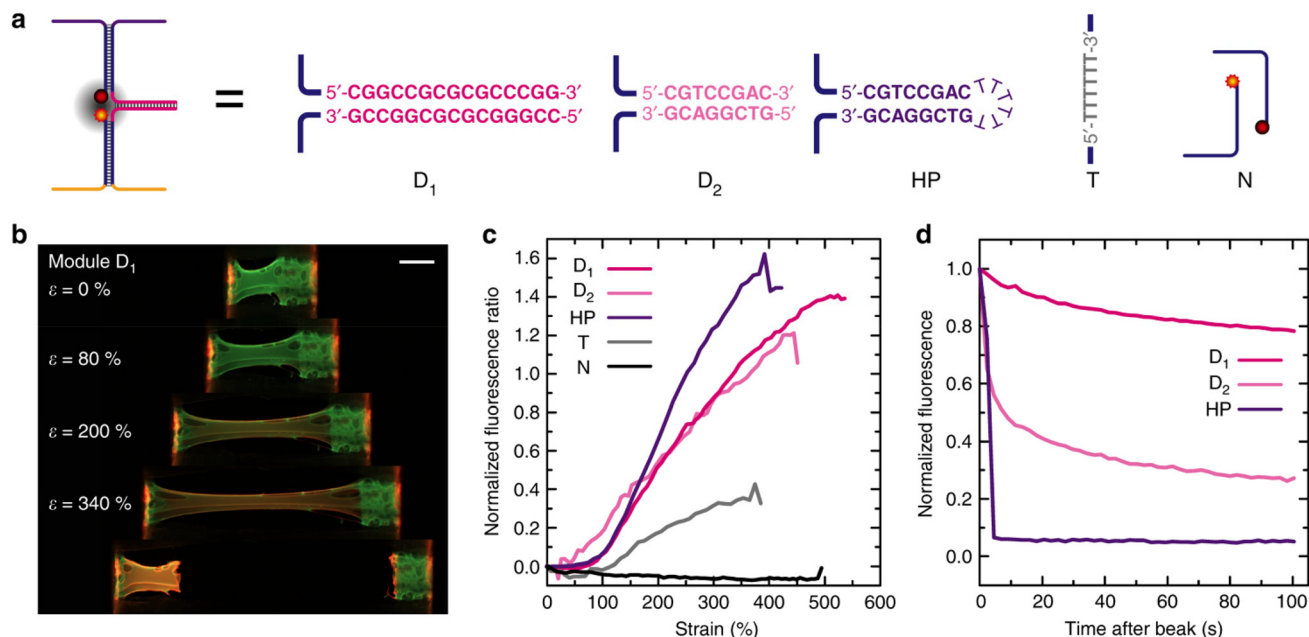 a
=
5′-CGGCCGCGCGCCCGG-3′
3′-GCCGGCGCGCGGGCC-5′
D1
5′-CGTCCGAC-3′
3′-GCAGGCTG-5′
D2
5′-CGTCCGAC
3′-GCAGGCTG
TTTTTTT
HP
5′-TTTTTT-3′
T
N
b
Module D1
ε = 0 %
ε = 80 %
ε = 200 %
ε = 340 %
c
Normalized fluorescence ratio
1.6
1.4
1.2
1.0
0.8
0.6
0.4
0.2
0.0
D1
D2
HP
T
N
0 100 200 300 400 500 600
Strain (%)
d
Normalized fluorescence
1.0
0.8
0.6
0.4
0.2
0.0
D1
D2
HP
0 20 40 60 80 100
Time after beak (s)